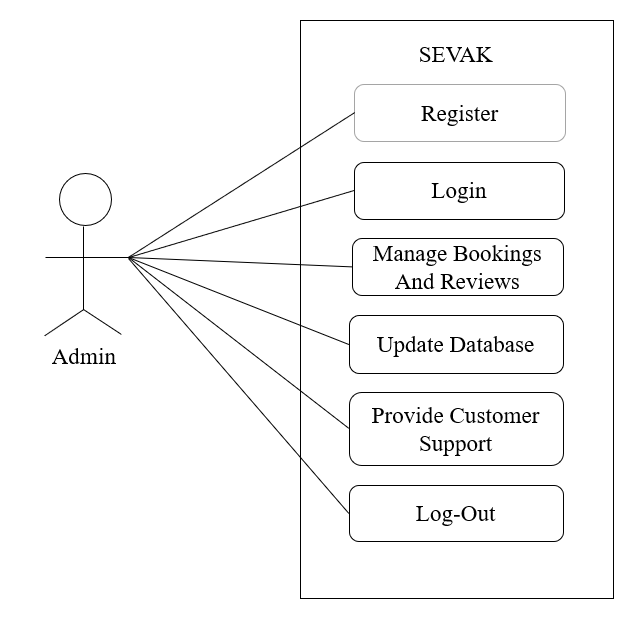 SEVAK
Register
Login
Manage Bookings
And Reviews
Update Database
Provide Customer
Support
Log-Out
Admin